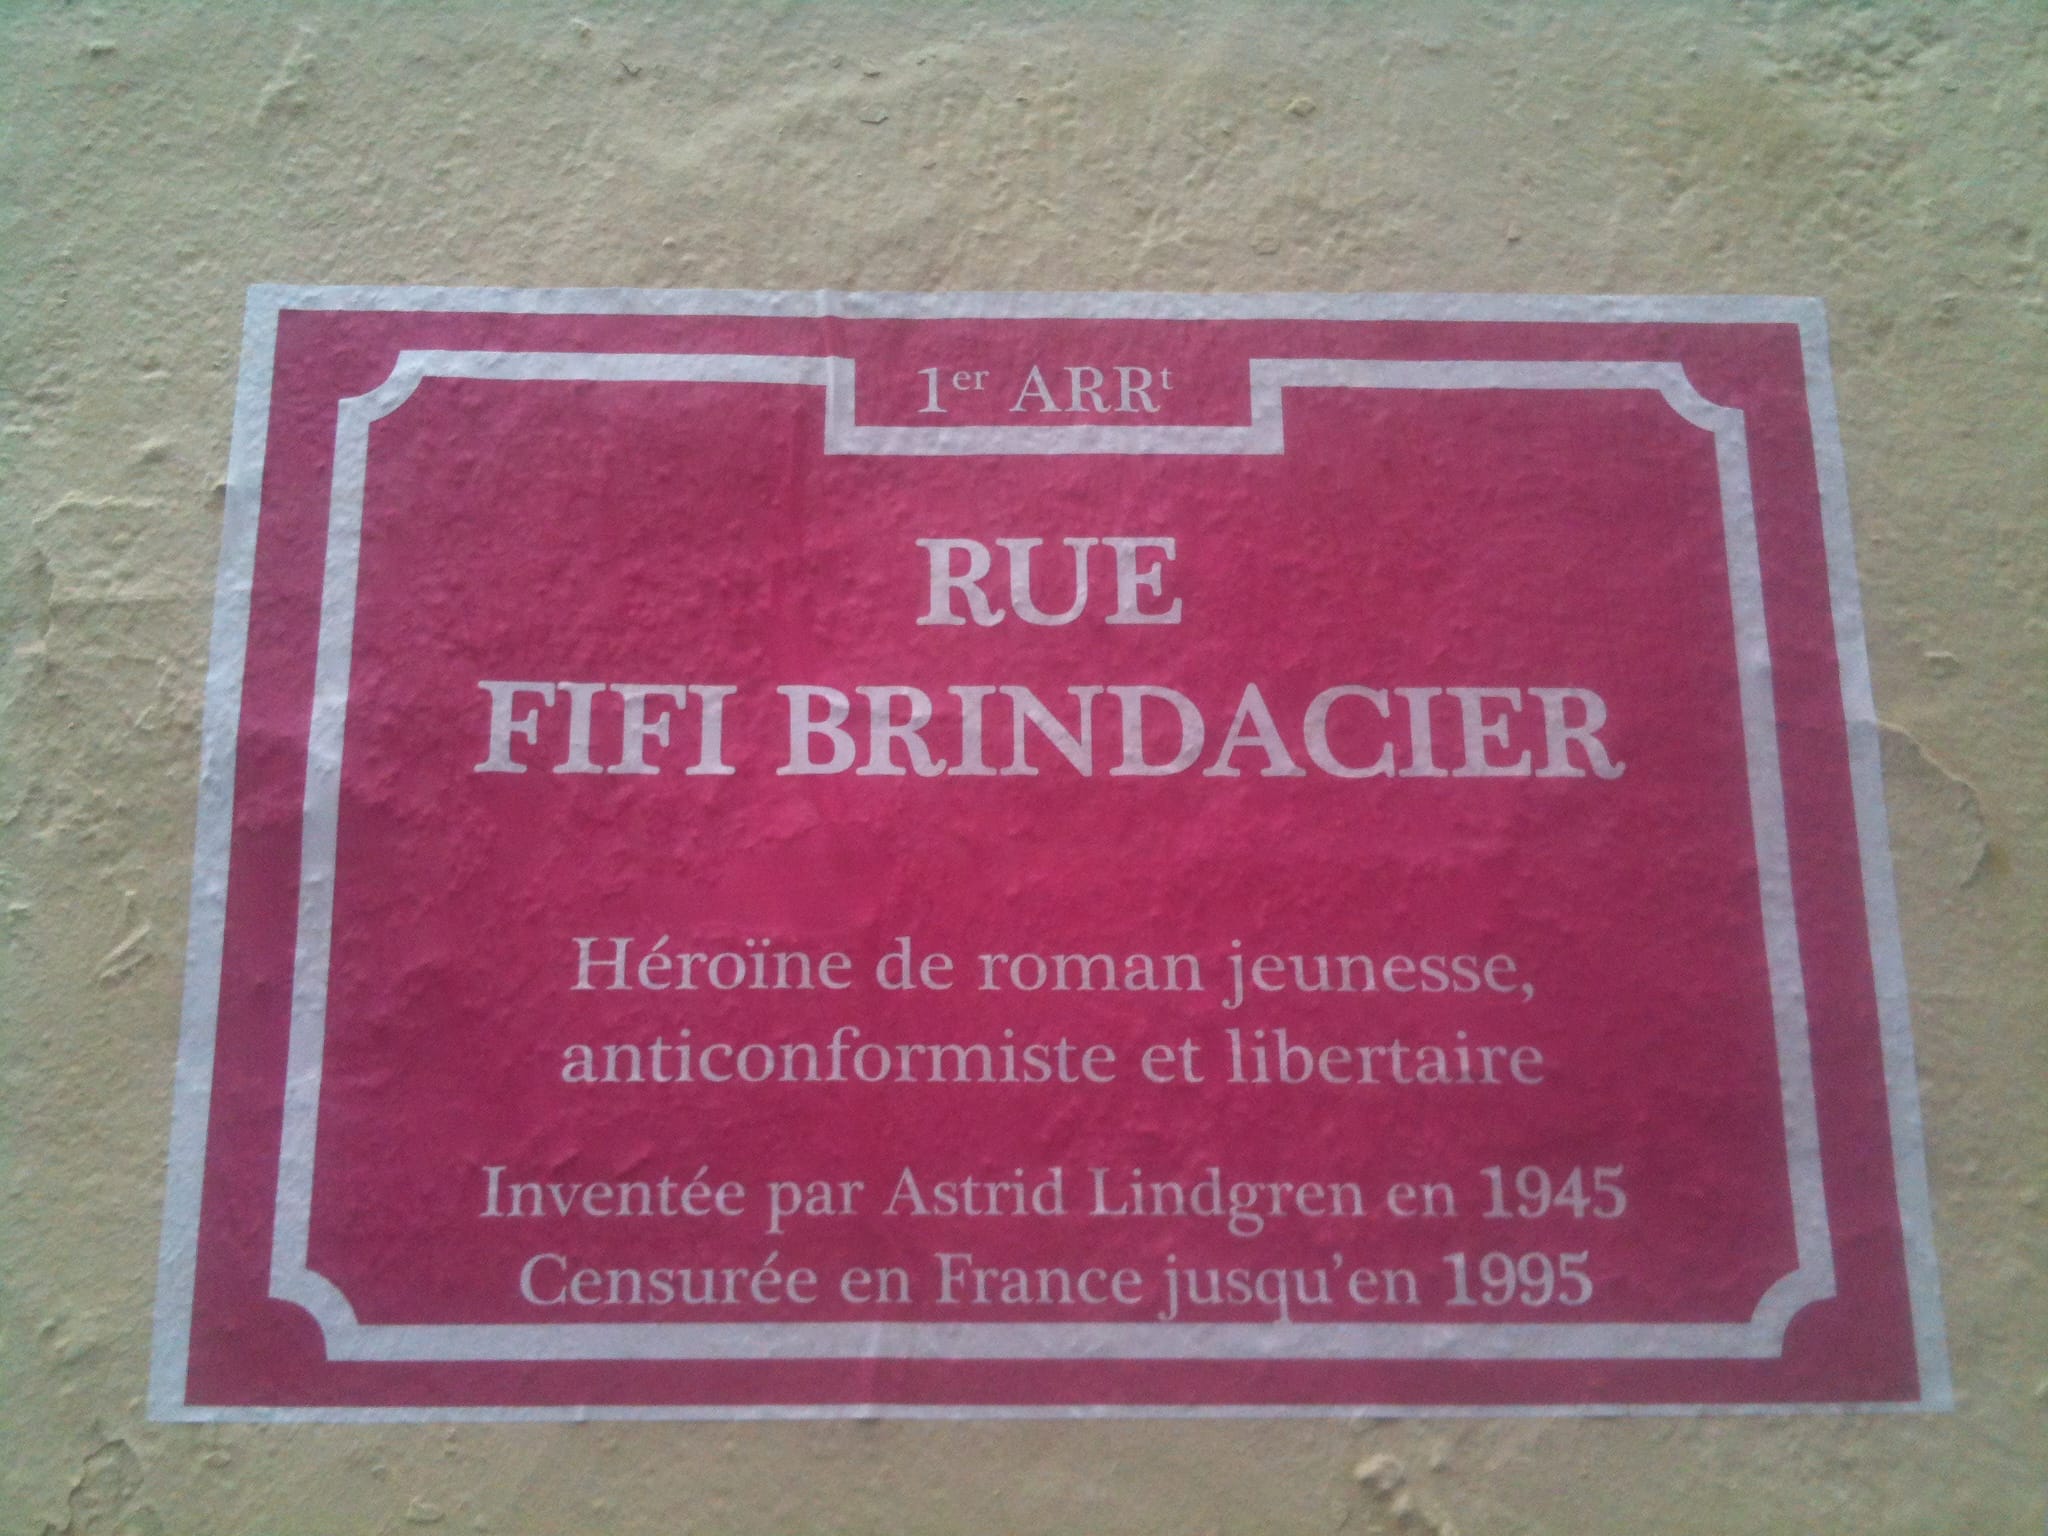 1er ARRt
RUE
FIFI BRINDACIER
Héroïne de roman jeunesse,
anticonformiste et libertaire
Inventée par Astrid Lindgren en 1945
Censurée en France jusqu'en 1995